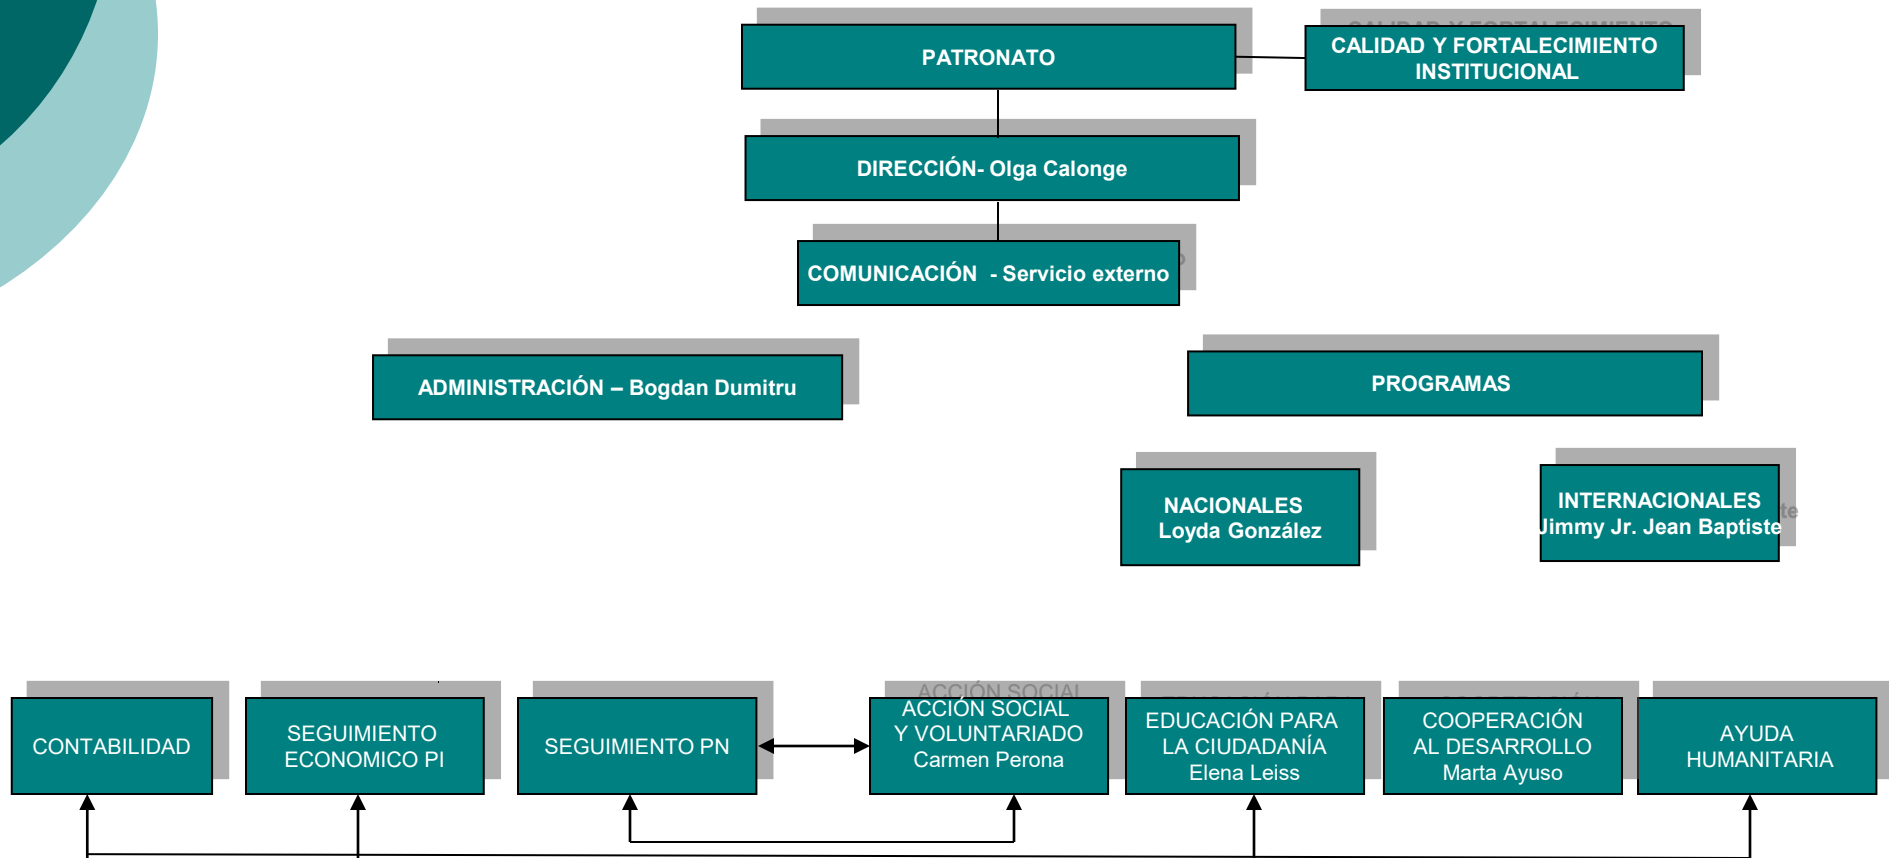 PATRONATO
CALIDAD Y FORTALECIMIENTO
INSTITUCIONAL
DIRECCIÓN- Olga Calonge
COMUNICACIÓN - Servicio externo
ADMINISTRACIÓN – Bogdan Dumitru
PROGRAMAS
NACIONALES
Loyda González
INTERNACIONALES
Jimmy Jr. Jean Baptiste
CONTABILIDAD
SEGUIMIENTO
ECONOMICO PI
SEGUIMIENTO PN
ACCIÓN SOCIAL
Y VOLUNTARIADO
Carmen Perona
EDUCACIÓN PARA
LA CIUDADANÍA
Elena Leiss
COOPERACIÓN
AL DESARROLLO
Marta Ayuso
AYUDA
HUMANITARIA